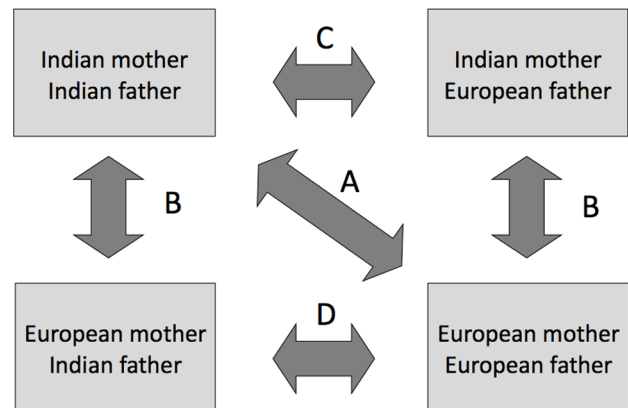 Indian mother
Indian father
C
Indian mother
European father
A
B
B
European mother
Indian father
D
European mother
European father